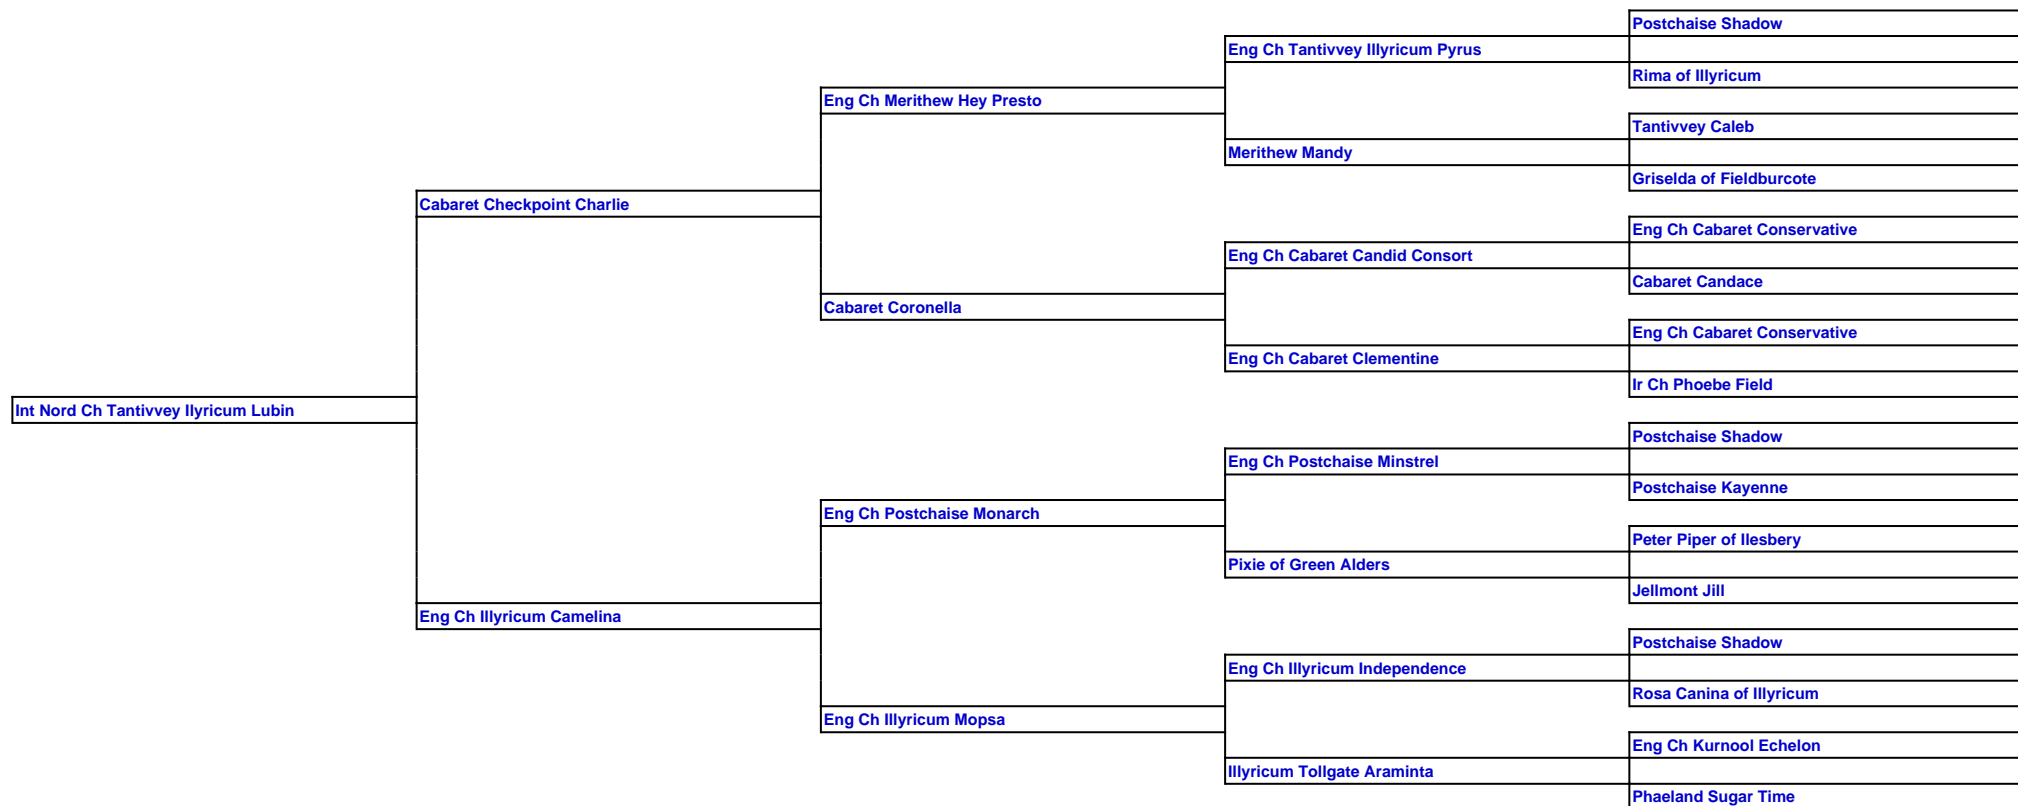 Postchaise Shadow
Eng Ch Tantivvey Illyricum Pyrus
Rima of Illyricum
Eng Ch Merithew Hey Presto
Tantivvey Caleb
Merithew Mandy
Griselda of Fieldburcote
Cabaret Checkpoint Charlie
Eng Ch Cabaret Conservative
Eng Ch Cabaret Candid Consort
Cabaret Candace
Cabaret Coronella
Eng Ch Cabaret Conservative
Eng Ch Cabaret Clementine
Ir Ch Phoebe Field
Int Nord Ch Tantivvey Ilyricum Lubin
Postchaise Shadow
Eng Ch Postchaise Minstrel
Postchaise Kayenne
Eng Ch Postchaise Monarch
Peter Piper of Ilesbery
Pixie of Green Alders
Jellmont Jill
Eng Ch Illyricum Camelina
Postchaise Shadow
Eng Ch Illyricum Independence
Rosa Canina of Illyricum
Eng Ch Illyricum Mopsa
Eng Ch Kurnool Echelon
Illyricum Tollgate Araminta
Phaeland Sugar Time